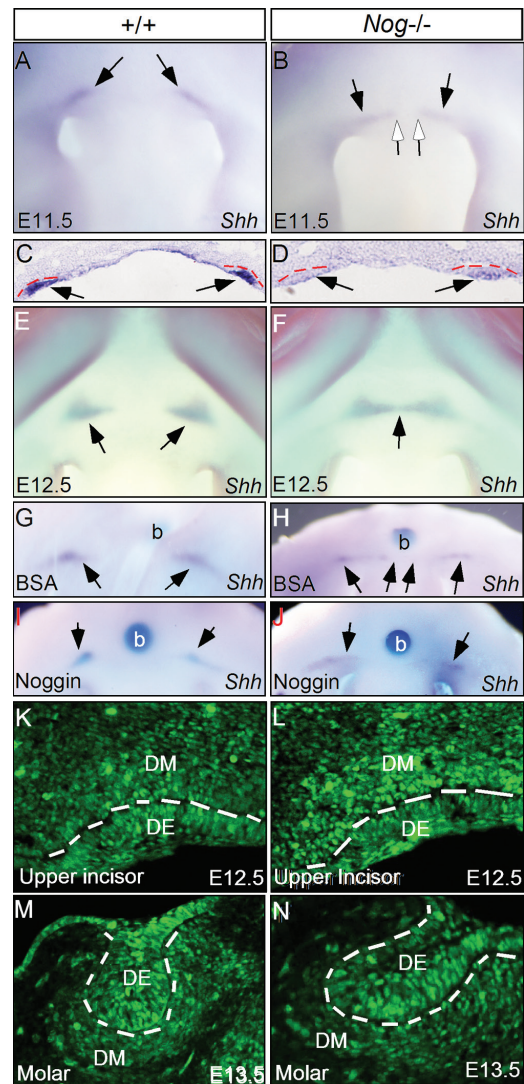 +/+ Nog-/-
A B
E11.5 Shh E11.5 Shh
C D
E F
E12.5 Shh E12.5 Shh
G b H b
BSA Shh BSA Shh
I b J b
Noggin Shh Noggin Shh
K DM L DM
DE DE
Upper incisor E12.5 Upper Incisor E12.5
M N
DE DE
DM DM
Molar E13.5 Molar E13.5